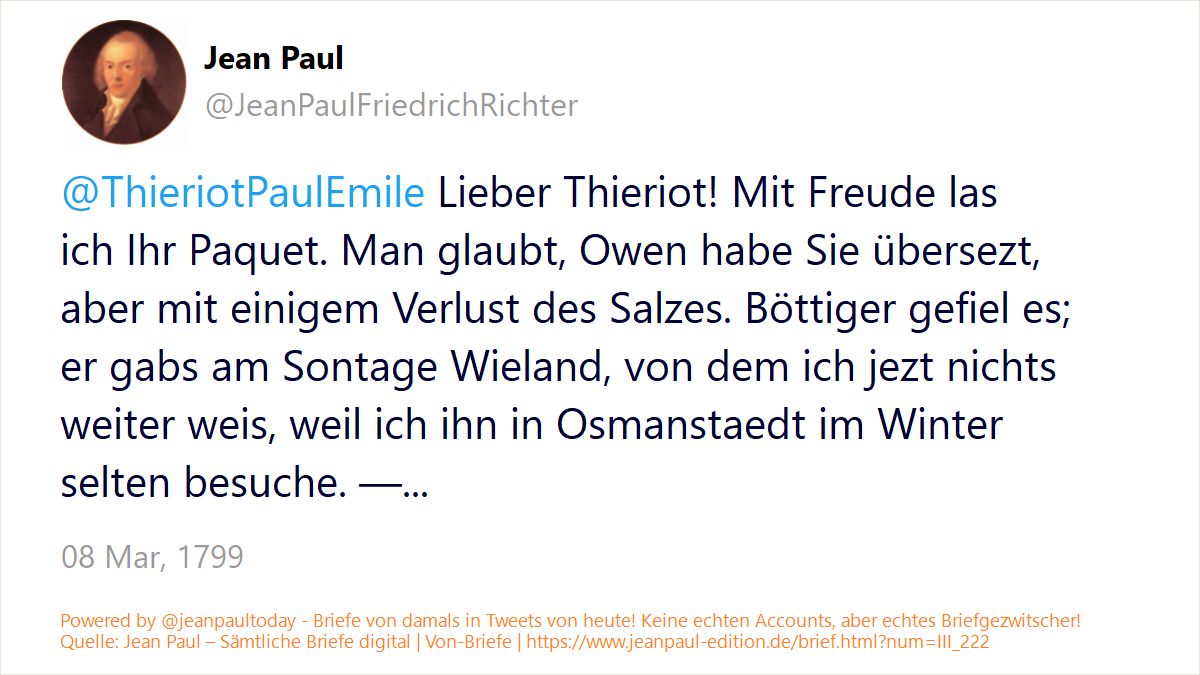 Jean Paul
@JeanPaulFriedrichRichter
@ThieriotPaulEmile Lieber Thieriot! Mit Freude las
ich Ihr Paquet. Man glaubt, Owen habe Sie übersezt,
aber mit einigem Verlust des Salzes. Böttiger gefiel es;
er gabs am Sontage Wieland, von dem ich jezt nichts
weiter weis, weil ich ihn in Osmanstaedt im Winter
selten besuche. —...
08 Mar, 1799
Powered by @jeanpaultoday - Briefe von damals in Tweets von heute! Keine echten Accounts, aber echtes Briefgezwitscher!
Quelle: Jean Paul – Sämtliche Briefe digital | Von-Briefe | https://www.jeanpaul-edition.de/brief.html?num=III_222